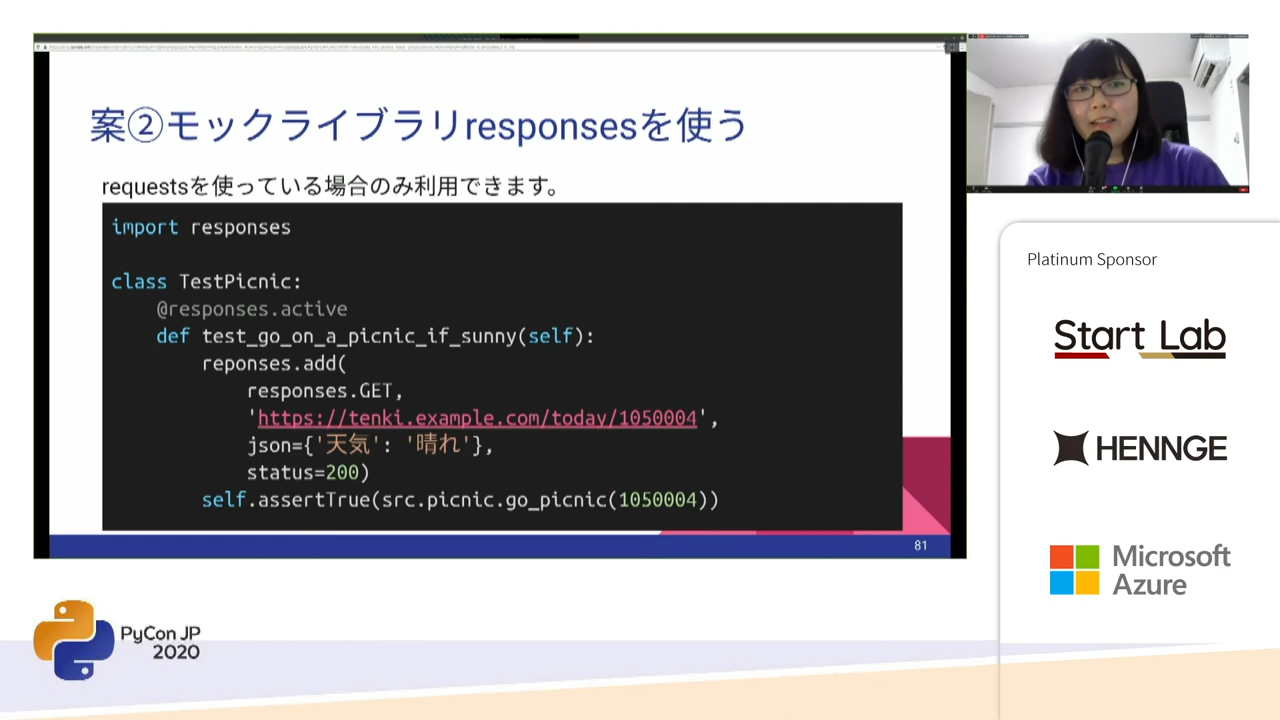 案②モックライブラリresponsesを使う
requestsを使っている場合のみ利用できます。
import responses
class TestPicnic:
@responses.active
def test_go_on_a_picnic_if_sunny(self):
reponses.add(
responses.GET,
'https://tenki.example.com/today/1050004',
json={'天気': '晴れ'},
status=200)
self.assertTrue(src.picnic.go_picnic(1050004))
81
Platinum Sponsor
Start Lab
HENNGE
Microsoft
Azure
PyCon JP
2020